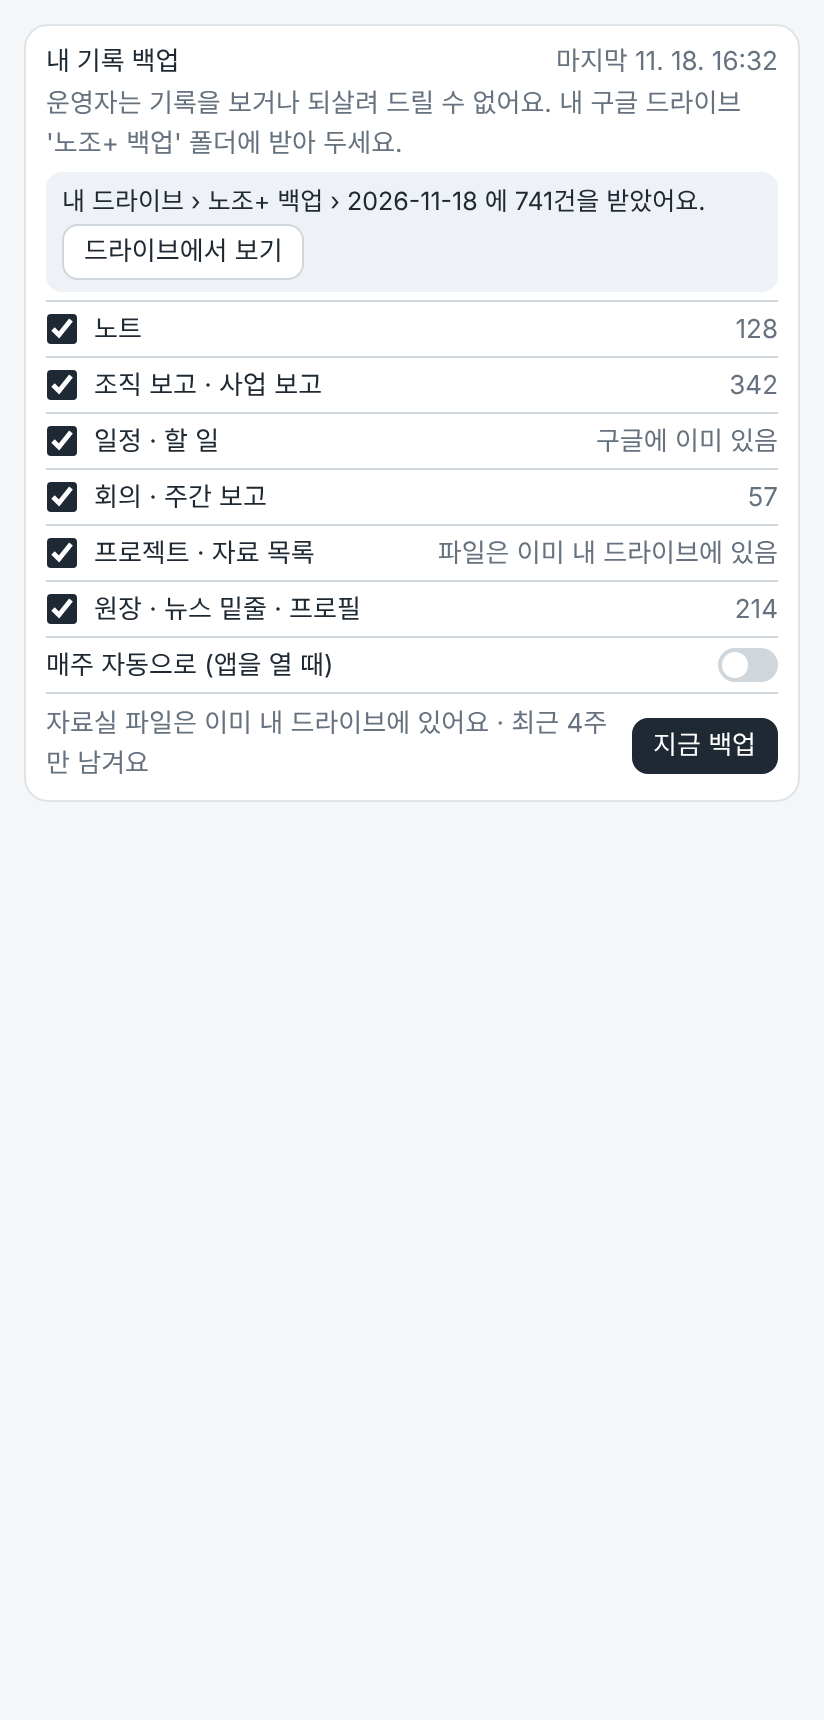 내 기록 백업 마지막 11. 18. 16:32
운영자는 기록을 보거나 되살려 드릴 수 없어요. 내 구글 드라이브
'노조+ 백업' 폴더에 받아 두세요.
내 드라이브 › 노조+ 백업 › 2026-11-18 에 741건을 받았어요.
드라이브에서 보기
노트 128
조직 보고 · 사업 보고 342
일정 · 할 일 구글에 이미 있음
회의 · 주간 보고 57
프로젝트 · 자료 목록 파일은 이미 내 드라이브에 있음
원장 · 뉴스 밑줄 · 프로필 214
매주 자동으로 (앱을 열 때)
자료실 파일은 이미 내 드라이브에 있어요 · 최근 4주
만 남겨요
지금 백업